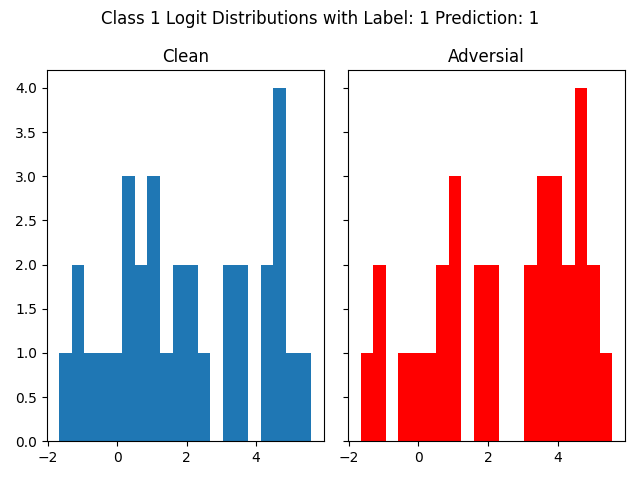 Class 1 Logit Distributions with Label: 1 Prediction: 1
Clean
Adversial
4.0
3.5
3.0
2.5
2.0
1.5
1.0
0.5
0.0
−2 0 2 4
−2 0 2 4